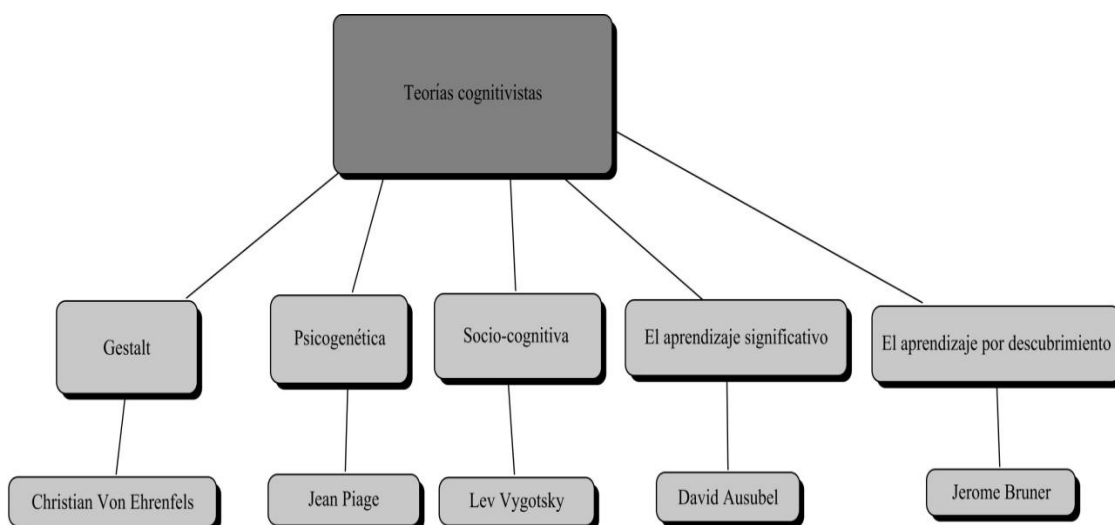 Teorías cognitivistas
Gestalt
Psicogenética
Socio-cognitiva
El aprendizaje significativo
El aprendizaje por descubrimiento
Christian Von Ehrenfels
Jean Piage
Lev Vygotsky
David Ausubel
Jerome Bruner